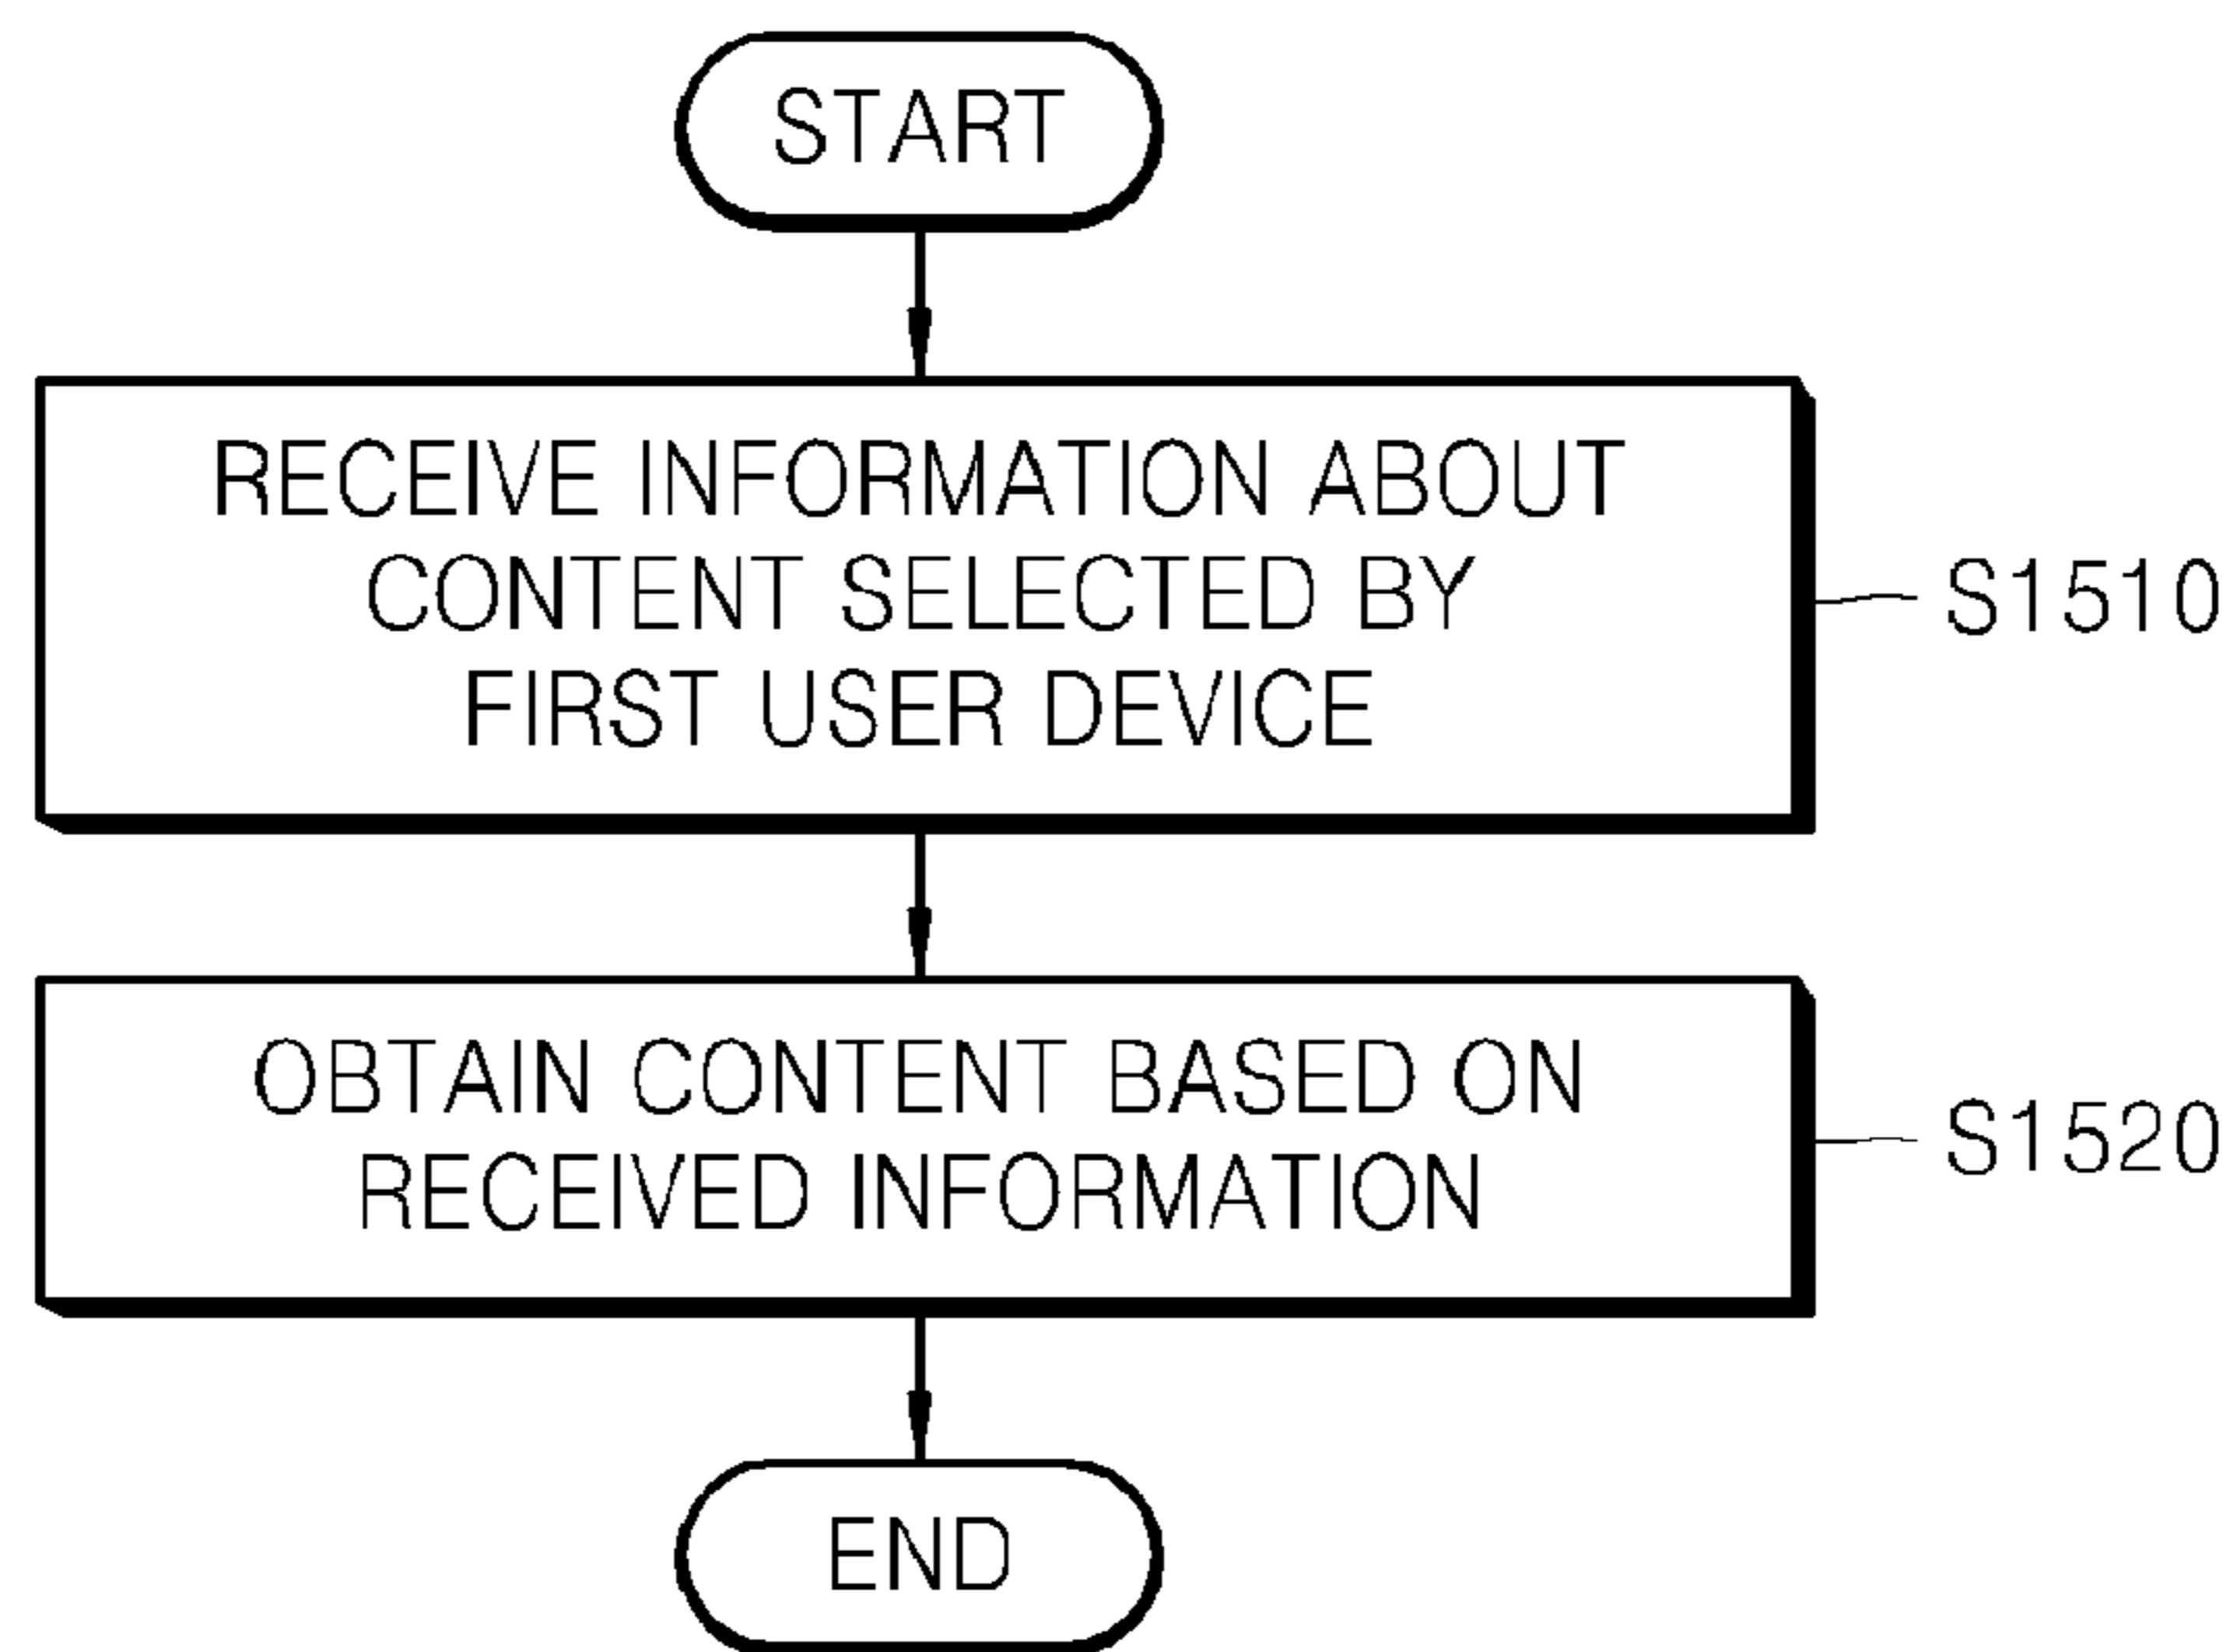 START
RECEIVE INFORMATION ABOUT
CONTENT SELECTED BY
FIRST USER DEVICE
S1510
OBTAIN CONTENT BASED ON
RECEIVED INFORMATION
S1520
END